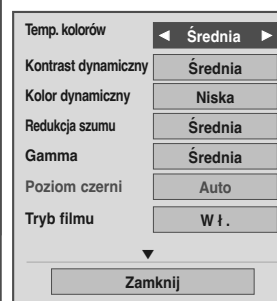 Temp. kolorów ◄ Średnia ►
Kontrast dynamiczny Średnia
Kolor dynamiczny Niska
Redukcja szumu Średnia
Gamma Średnia
Poziom czerni Auto
Tryb filmu W ł .
▼
Zamknij